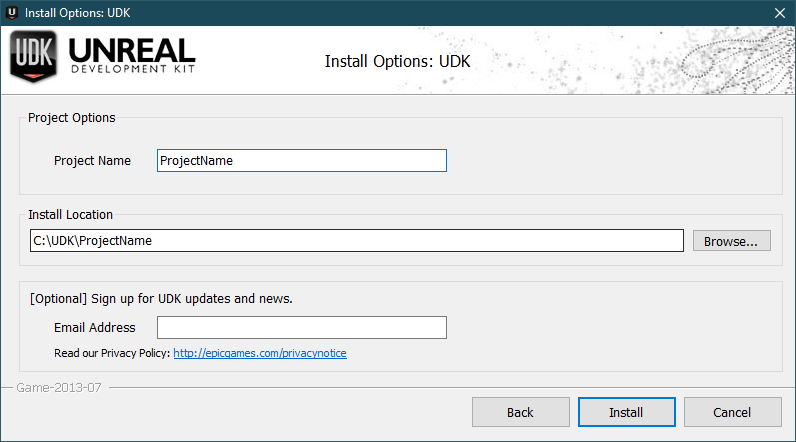 Install Options: UDK
UDK UNREAL
DEVELOPMENT KIT
Install Options: UDK
Project Options
Project Name ProjectName
Install Location
C:\UDK\ProjectName Browse...
[Optional] Sign up for UDK updates and news.
Email Address
Read our Privacy Policy: http://epicgames.com/privacynotice
Game-2013-07
Back Install Cancel